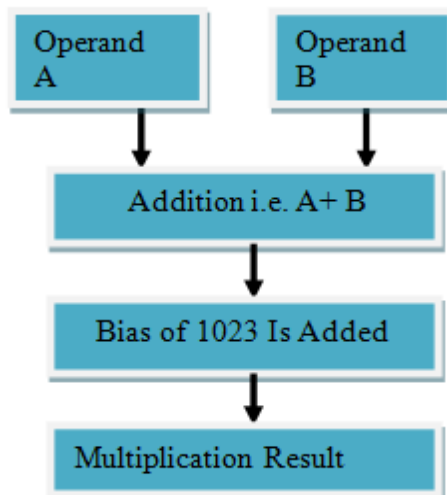 Operand
A
Operand
B
Addition i.e. A+ B
Bias of 1023 Is Added
Multiplication Result